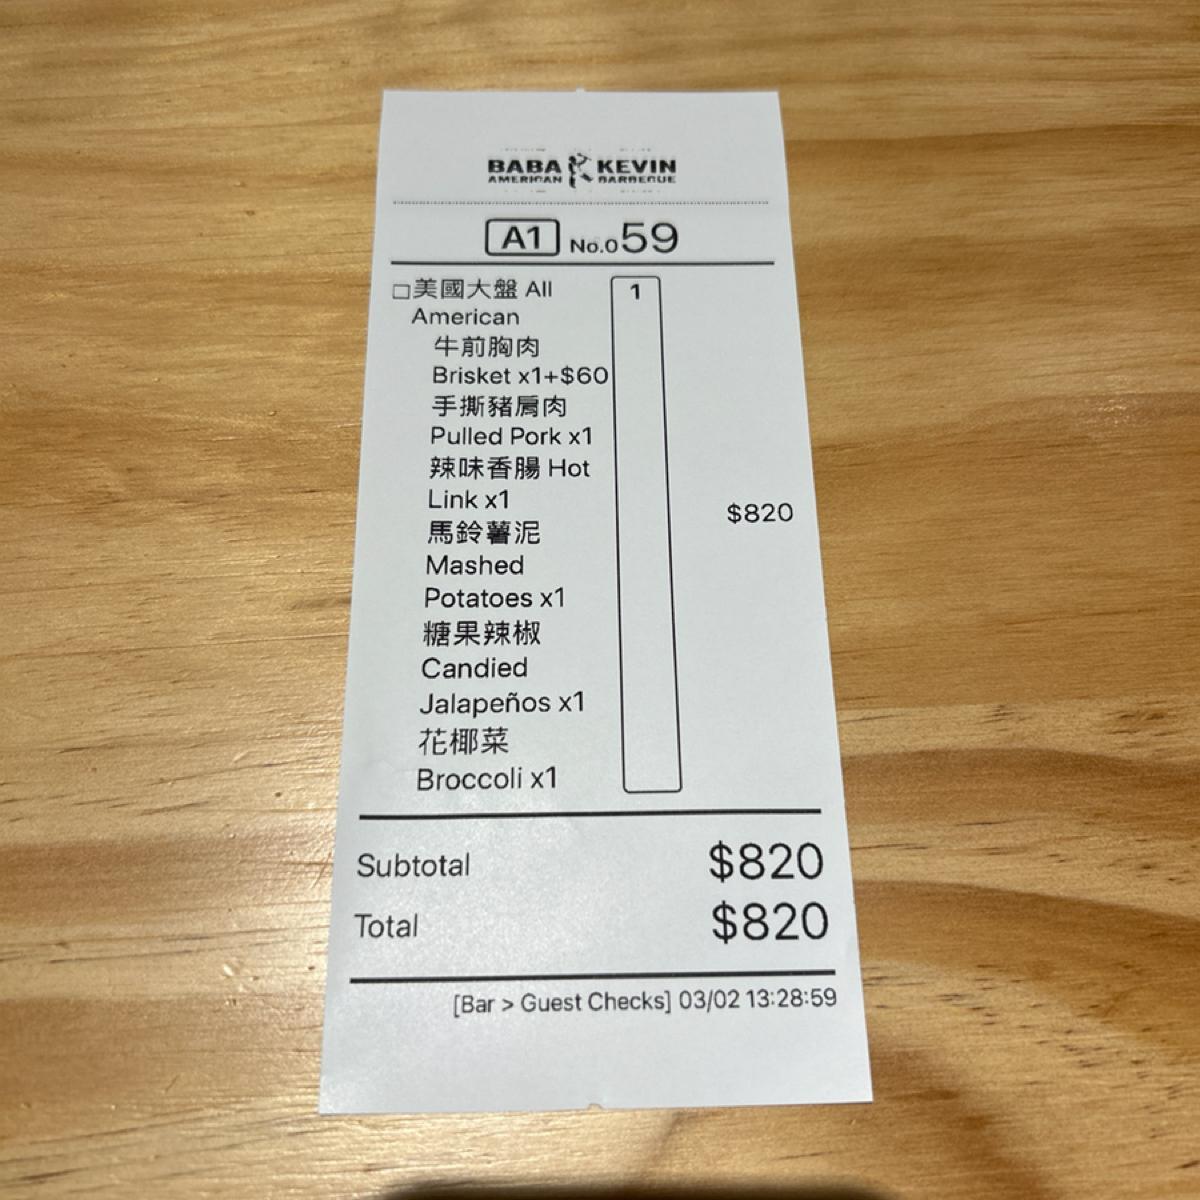 BABA KEVIN
AMERICAN BARBECUE
A1 No.059
□美國大盤 All 1
American
牛前胸肉
Brisket x1+$60
手撕豬肩肉
Pulled Pork x1
辣味香腸 Hot
Link x1
$820
馬鈴薯泥
Mashed
Potatoes x1
糖果辣椒
Candied
Jalapeños x1
花椰菜
Broccoli x1
Subtotal $820
Total $820
[Bar > Guest Checks] 03/02 13:28:59